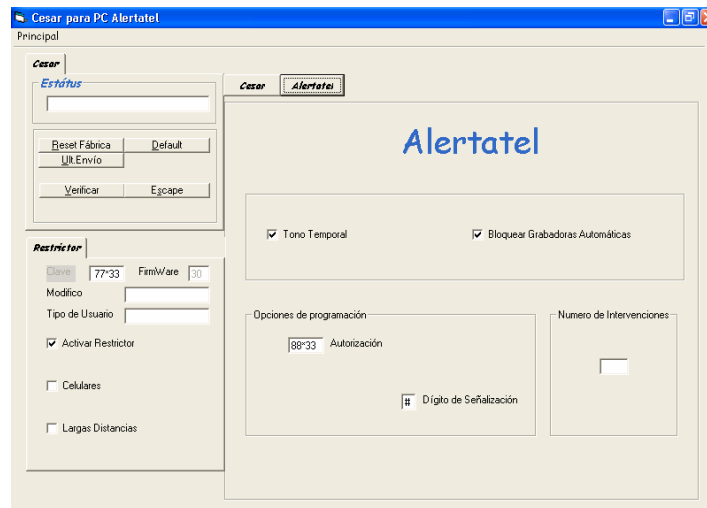 Cesar para PC Alertatel
Principal
Cesar
Estátus
Reset Fábrica Default
Ult.Envío
Verificar Escape
Restrictor
Clave 77*33 FirmWare 30
Modifico
Tipo de Usuario
Activar Restrictor
Celulares
Largas Distancias
Cesar Alertatel
Alertatel
Tono Temporal Bloquear Grabadoras Automáticas
Opciones de programación
88*33 Autorización
# Dígito de Señalización
Numero de Intervenciones